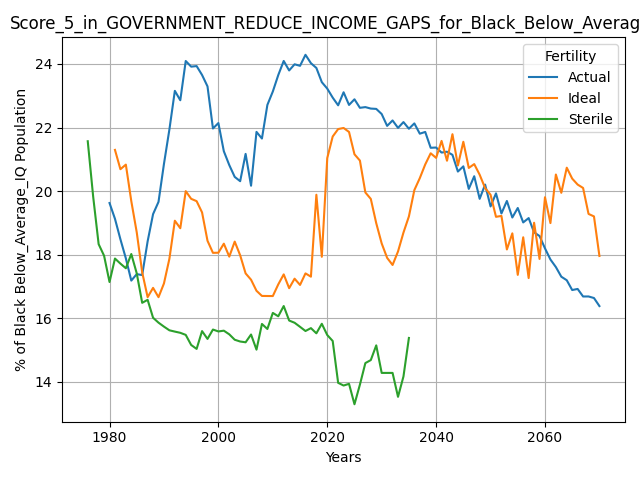 Score_5_in_GOVERNMENT_REDUCE_INCOME_GAPS_for_Black_Below_Averag
Fertility
Actual
Ideal
Sterile
% of Black Below_Average_IQ Population
24
22
20
18
16
14
1980 2000 2020 2040 2060
Years